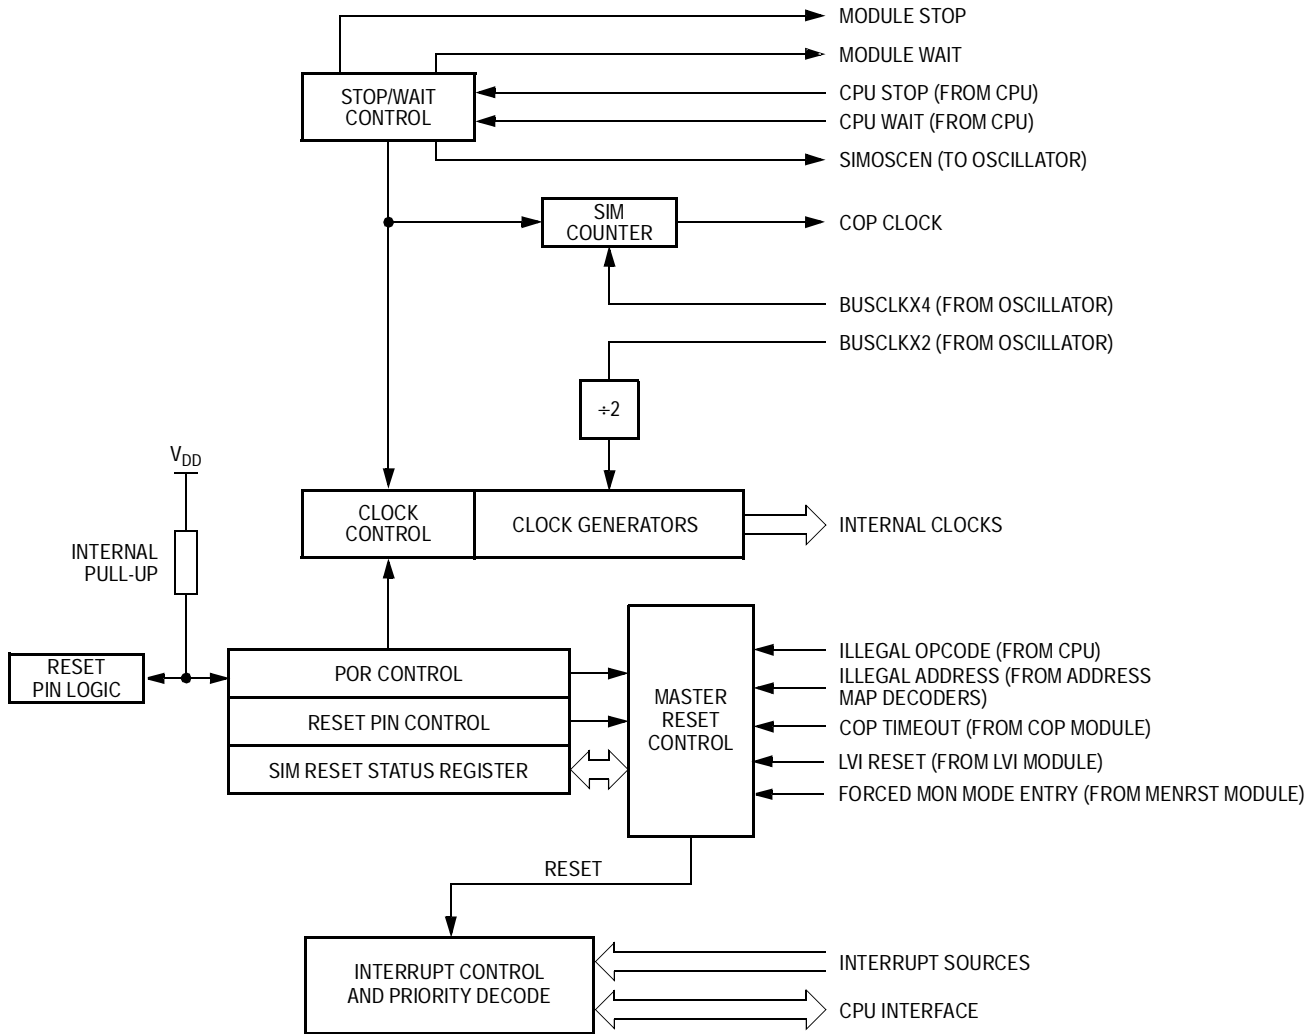 MODULE STOP
MODULE WAIT
STOP/WAIT
CONTROL
CPU STOP (FROM CPU)
CPU WAIT (FROM CPU)
SIMOSCEN (TO OSCILLATOR)
SIM
COUNTER
COP CLOCK
BUSCLKX4 (FROM OSCILLATOR)
BUSCLKX2 (FROM OSCILLATOR)
÷2
VDD
INTERNAL
PULL-UP
CLOCK
CONTROL
CLOCK GENERATORS
INTERNAL CLOCKS
RESET
PIN LOGIC
POR CONTROL
RESET PIN CONTROL
SIM RESET STATUS REGISTER
MASTER
RESET
CONTROL
ILLEGAL OPCODE (FROM CPU)
ILLEGAL ADDRESS (FROM ADDRESS
MAP DECODERS)
COP TIMEOUT (FROM COP MODULE)
LVI RESET (FROM LVI MODULE)
FORCED MON MODE ENTRY (FROM MENRST MODULE)
RESET
INTERRUPT CONTROL
AND PRIORITY DECODE
INTERRUPT SOURCES
CPU INTERFACE